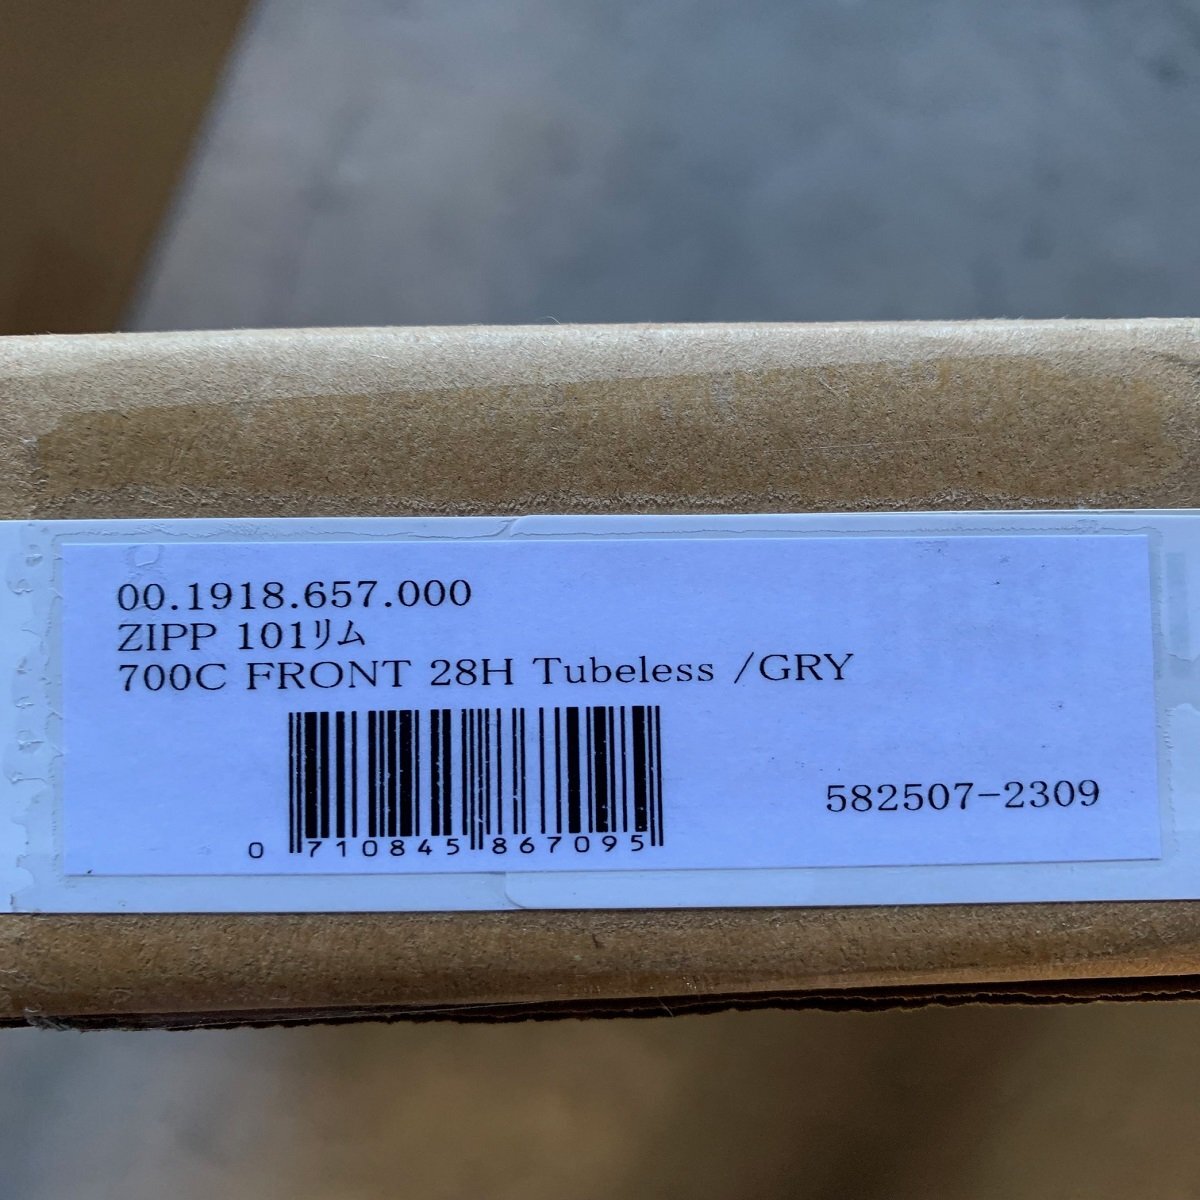 00.1918.657.000
ZIPP 101ﾘﾑ
700C FRONT 28H Tubeless /GRY
0 710845 867095
582507-2309